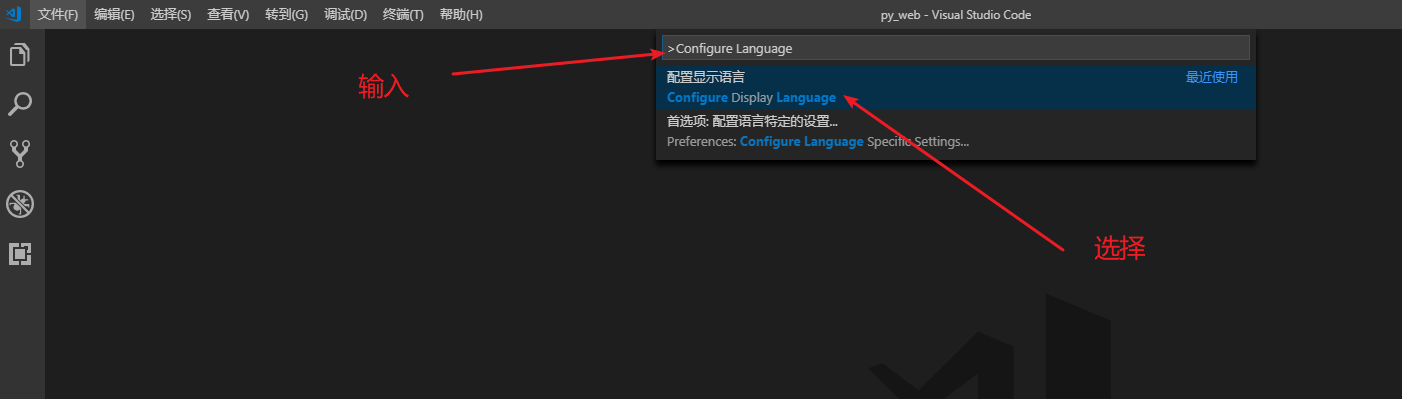 文件(F) 编辑(E) 选择(S) 查看(V) 转到(G) 调试(D) 终端(T) 帮助(H) py_web - Visual Studio Code
>Configure Language
输入
配置显示语言 最近使用
Configure Display Language
首选项: 配置语言特定的设置...
Preferences: Configure Language Specific Settings...
选择